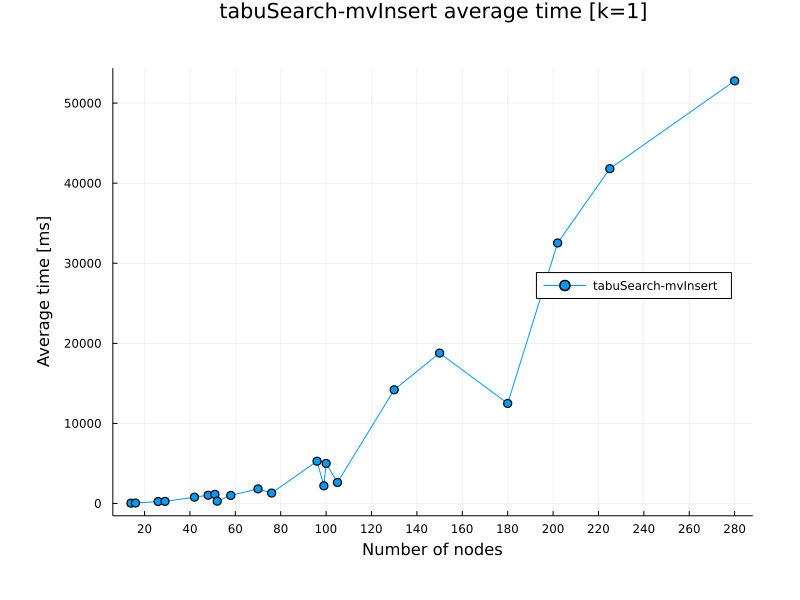 tabuSearch-mvInsert average time [k=1]
50000
40000
30000
20000
10000
0
Average time [ms]
tabuSearch-mvInsert
20 40 60 80 100 120 140 160 180 200 220 240 260 280
Number of nodes